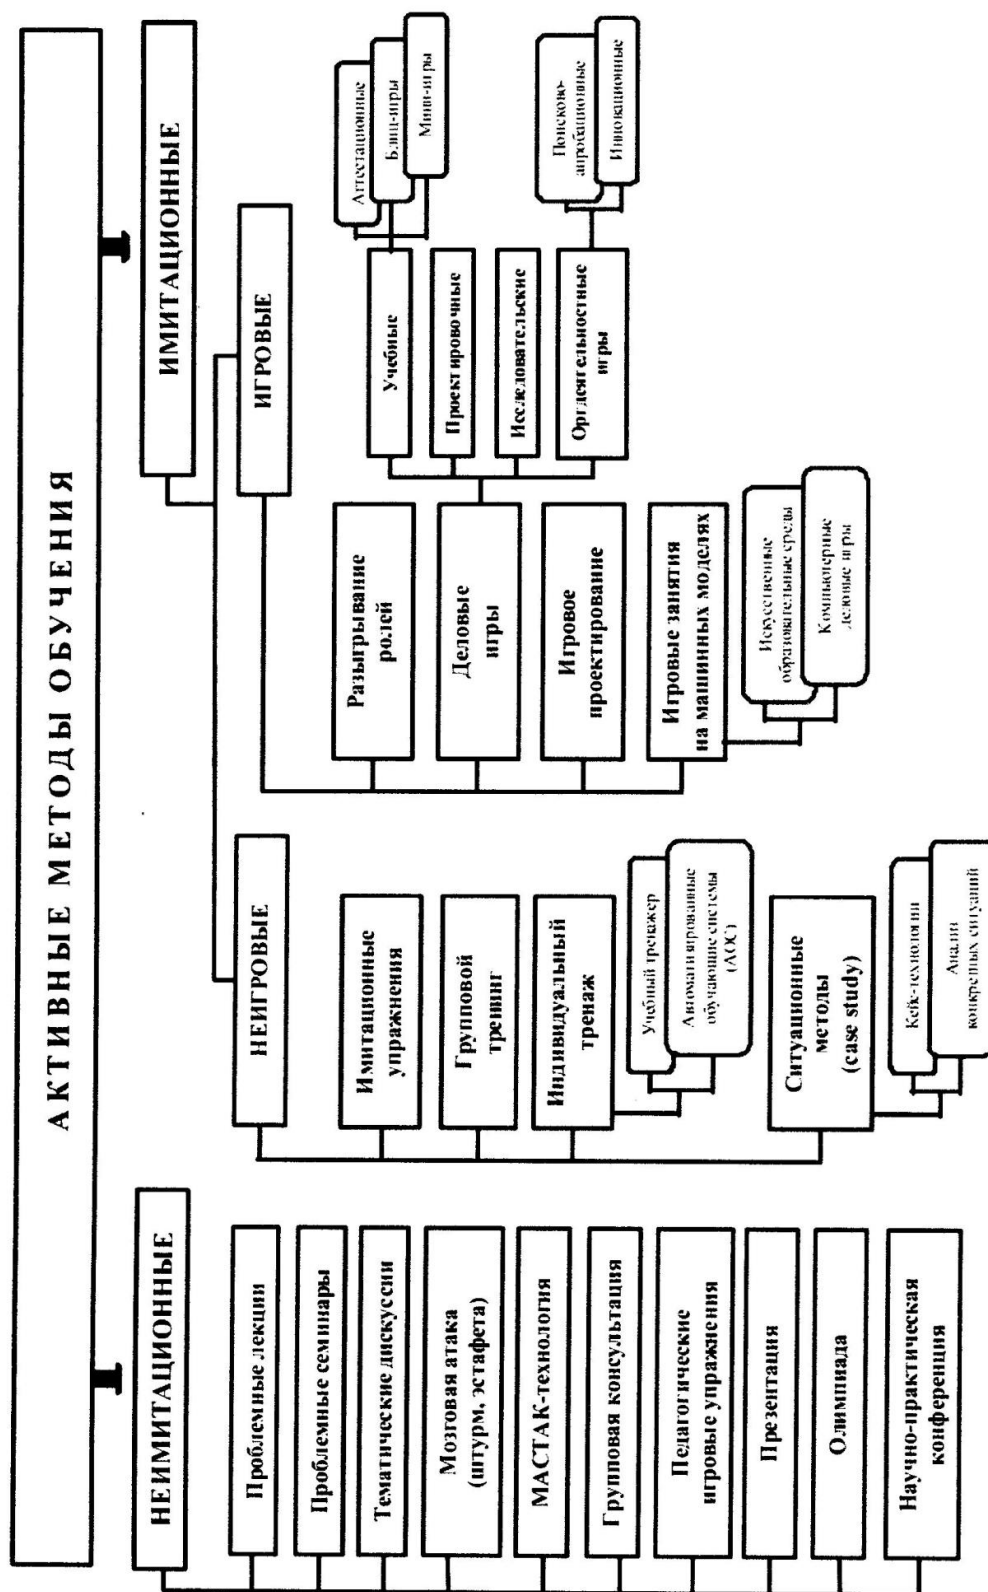 АКТИВНЫЕ МЕТОДЫ ОБУЧЕНИЯ
НЕИМИТАЦИОННЫЕ
Проблемные лекции
Проблемные семинары
Тематические дискуссии
Мозговая атака
(штурм, эстафета)
МАСТАК-технология
Групповая консультация
Педагогические
игровые упражнения
Презентация
Олимпиада
Научно-практическая
конференция
ИМИТАЦИОННЫЕ
НЕИГРОВЫЕ
Имитационные
упражнения
Групповой
тренинг
Индивидуальный
тренаж
Учебный тренажер
Автоматизированные
обучающие системы
(АОС)
Ситуационные
методы
(case study)
Кейс-технологии
Анализ
конкретных ситуаций
ИГРОВЫЕ
Разыгрывание
ролей
Деловые
игры
Учебные
Аттестационные
Блиц-игры
Мини-игры
Проектировочные
Исследовательские
Оргдеятельностные
игры
Поисково-
апробационные
Инновационные
Игровое
проектирование
Игровые занятия
на машинных моделях
Искусственные
образовательные среды
Компьютерные
деловые игры